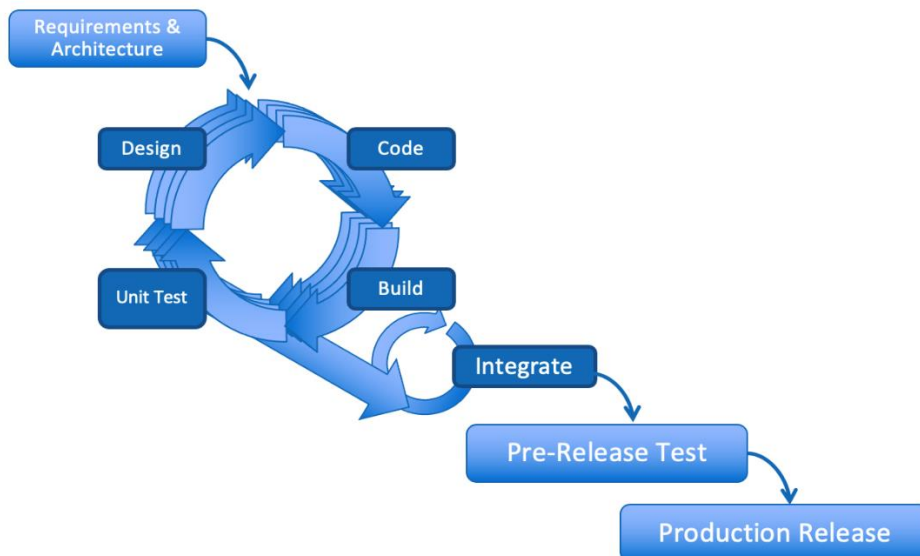 Requirements &
Architecture
Design
Code
Unit Test
Build
Integrate
Pre-Release Test
Production Release